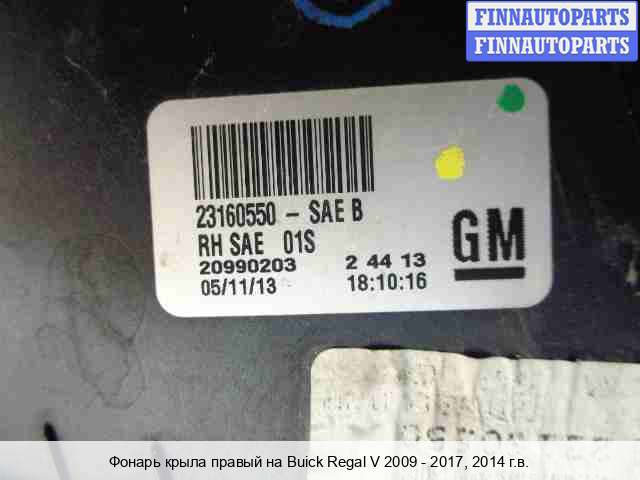 FINNAUTOPARTS
FINNAUTOPARTS
23160550 - SAE B
RH SAE 01S
20990203 2 44 13
05/11/13 18:10:16
GM
Фонарь крыла правый на Buick Regal V 2009 - 2017, 2014 г.в.